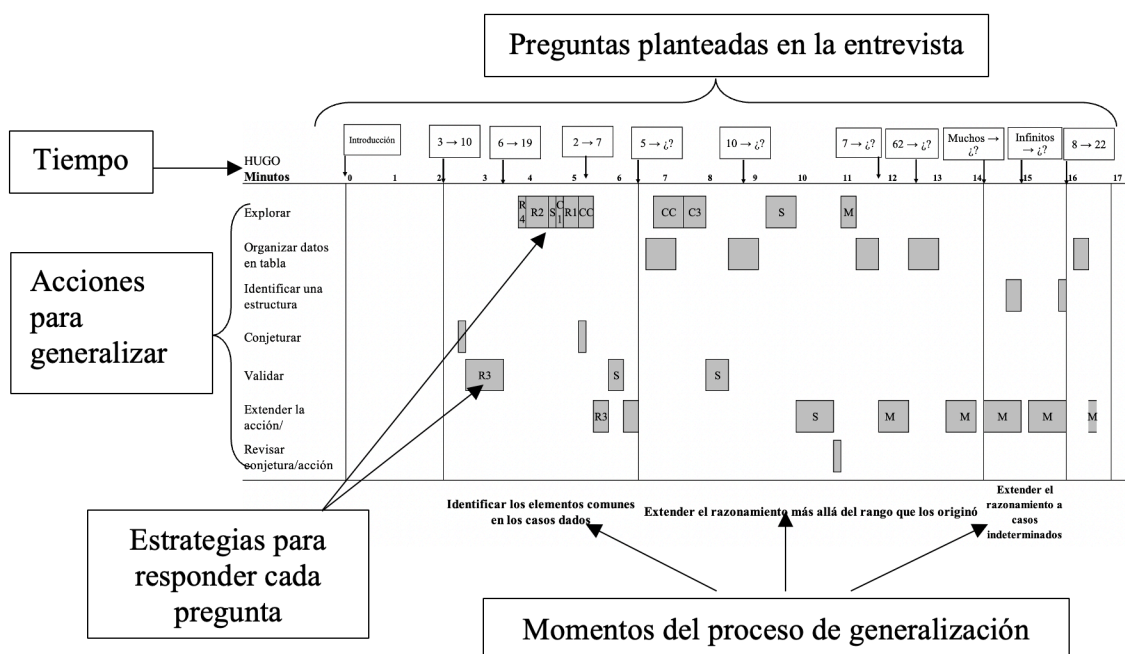 Preguntas planteadas en la entrevista
Tiempo
Introducción
3 → 10
6 → 19
2 → 7
5 → ¿?
10 → ¿?
7 → ¿?
62 → ¿?
Muchos →
¿?
Infinitos
→ ¿?
8 → 22
HUGO
Minutos
0 1 2 3 4 5 6 7 8 9 10 11 12 13 14 15 16 17
Acciones
para
generalizar
Explorar
R
4
R2
S
C
1
R1
CC
CC
C3
S
M
Organizar datos
en tabla
Identificar una
estructura
Conjeturar
Validar
R3
S
S
Extender la
acción/
R3
S
M
M
M
M
M
Revisar
conjetura/acción
Identificar los elementos comunes
en los casos dados
Extender el razonamiento más allá del rango que los originó
Extender el
razonamiento a
casos
indeterminados
Estrategias para
responder cada
pregunta
Momentos del proceso de generalización